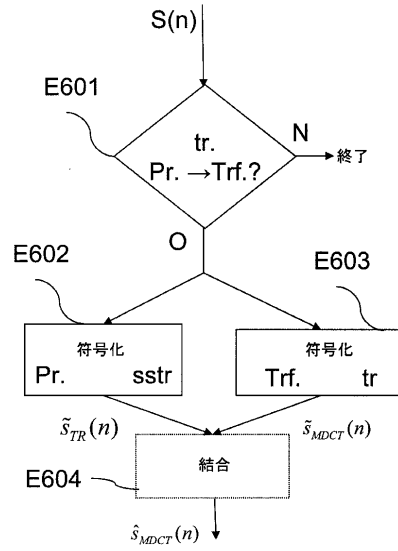 S(n)
E601
tr.
Pr. →Trf.?
N
終了
O
E602
E603
符号化
Pr. sstr
符号化
Trf. tr
s̃TR(n)
s̃MDCT(n)
結合
E604
ŝMDCT(n)